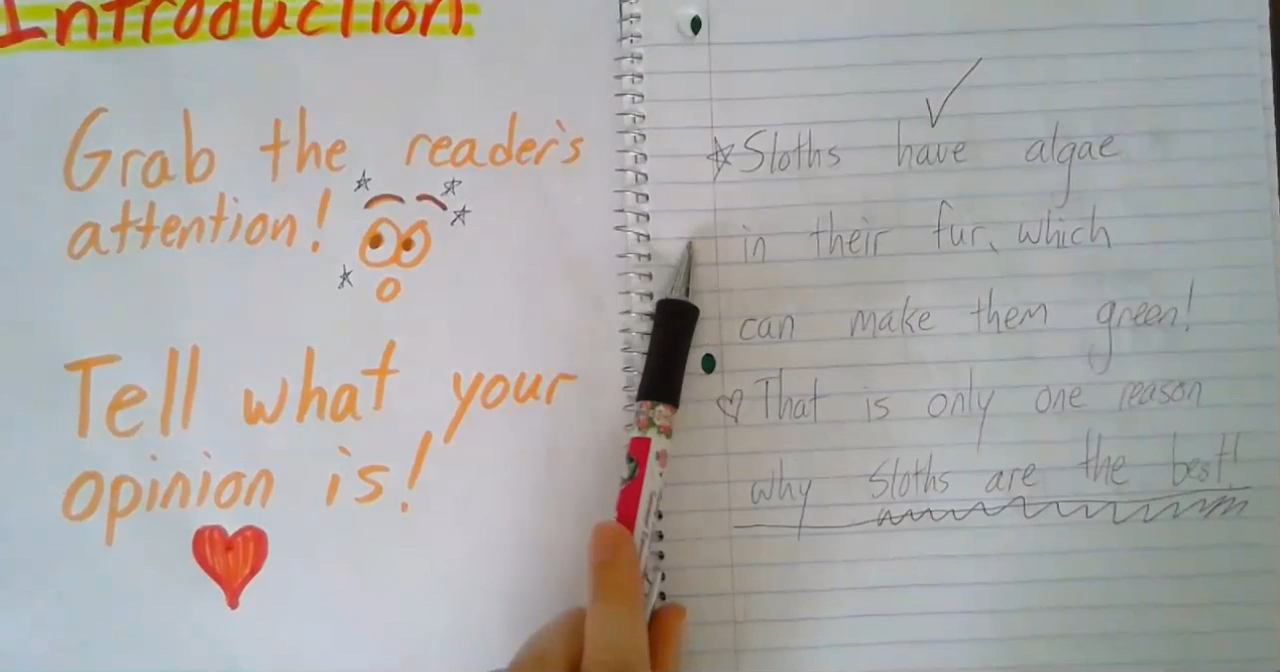 Introduction
Grab the reader's
attention!
Tell what your
opinion is!
Sloths have algae
in their fur, which
can make them green!
That is only one reason
why sloths are the best!